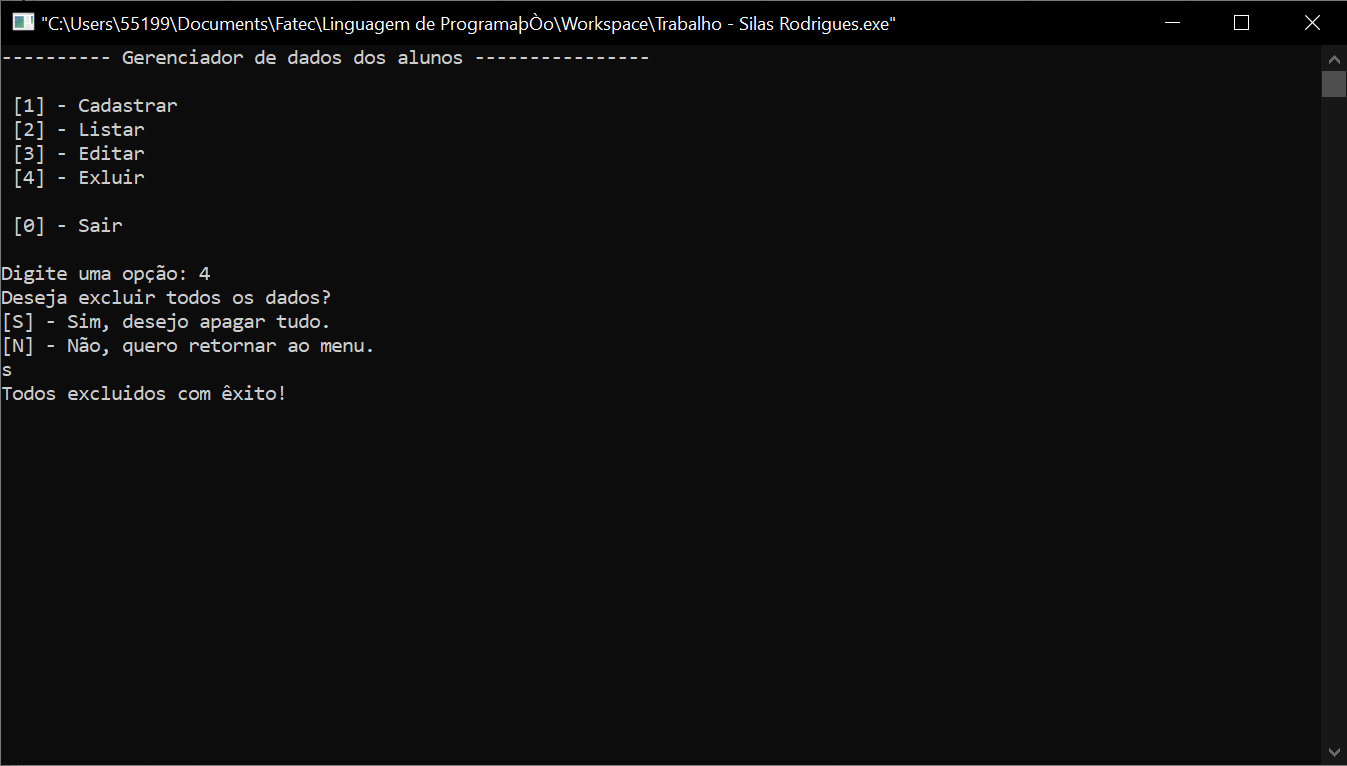 "C:\Users\55199\Documents\Fatec\Linguagem de ProgramaþÒo\Workspace\Trabalho - Silas Rodrigues.exe"
---------- Gerenciador de dados dos alunos ----------------
[1] - Cadastrar
[2] - Listar
[3] - Editar
[4] - Exluir
[0] - Sair
Digite uma opção: 4
Deseja excluir todos os dados?
[S] - Sim, desejo apagar tudo.
[N] - Não, quero retornar ao menu.
s
Todos excluidos com êxito!